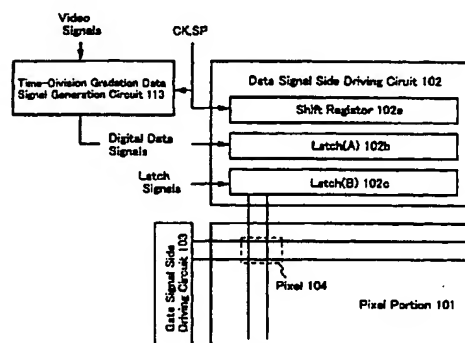 Video
Signals
CK,SP
Time-Division Gradation Data
Signal Generation Circuit 113
Data Signal Side Driving Ciruit 102
Shift Register 102a
Digital Data
Signals
Latch(A) 102b
Latch
Signals
Latch(B) 102c
Gate Signal Side
Driving Circuit 103
Pixel 104
Pixel Portion 101